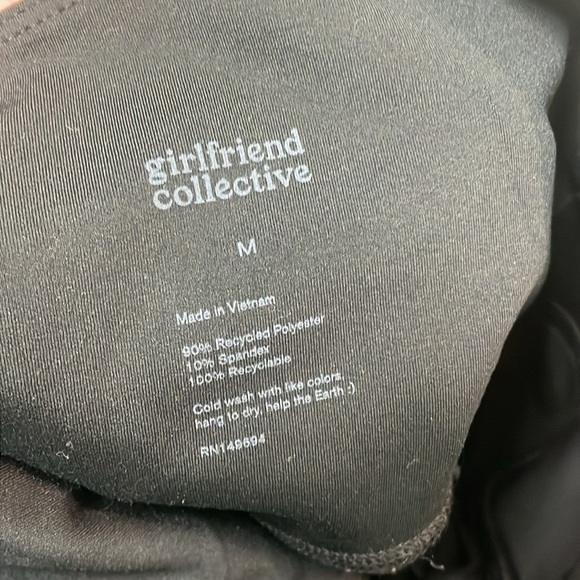 girlfriend
collective
M
Made in Vietnam
90% Recycled Polyester
10% Spandex
100% Recyclable
Cold wash with like colors,
hang to dry, help the Earth :)
RN149694